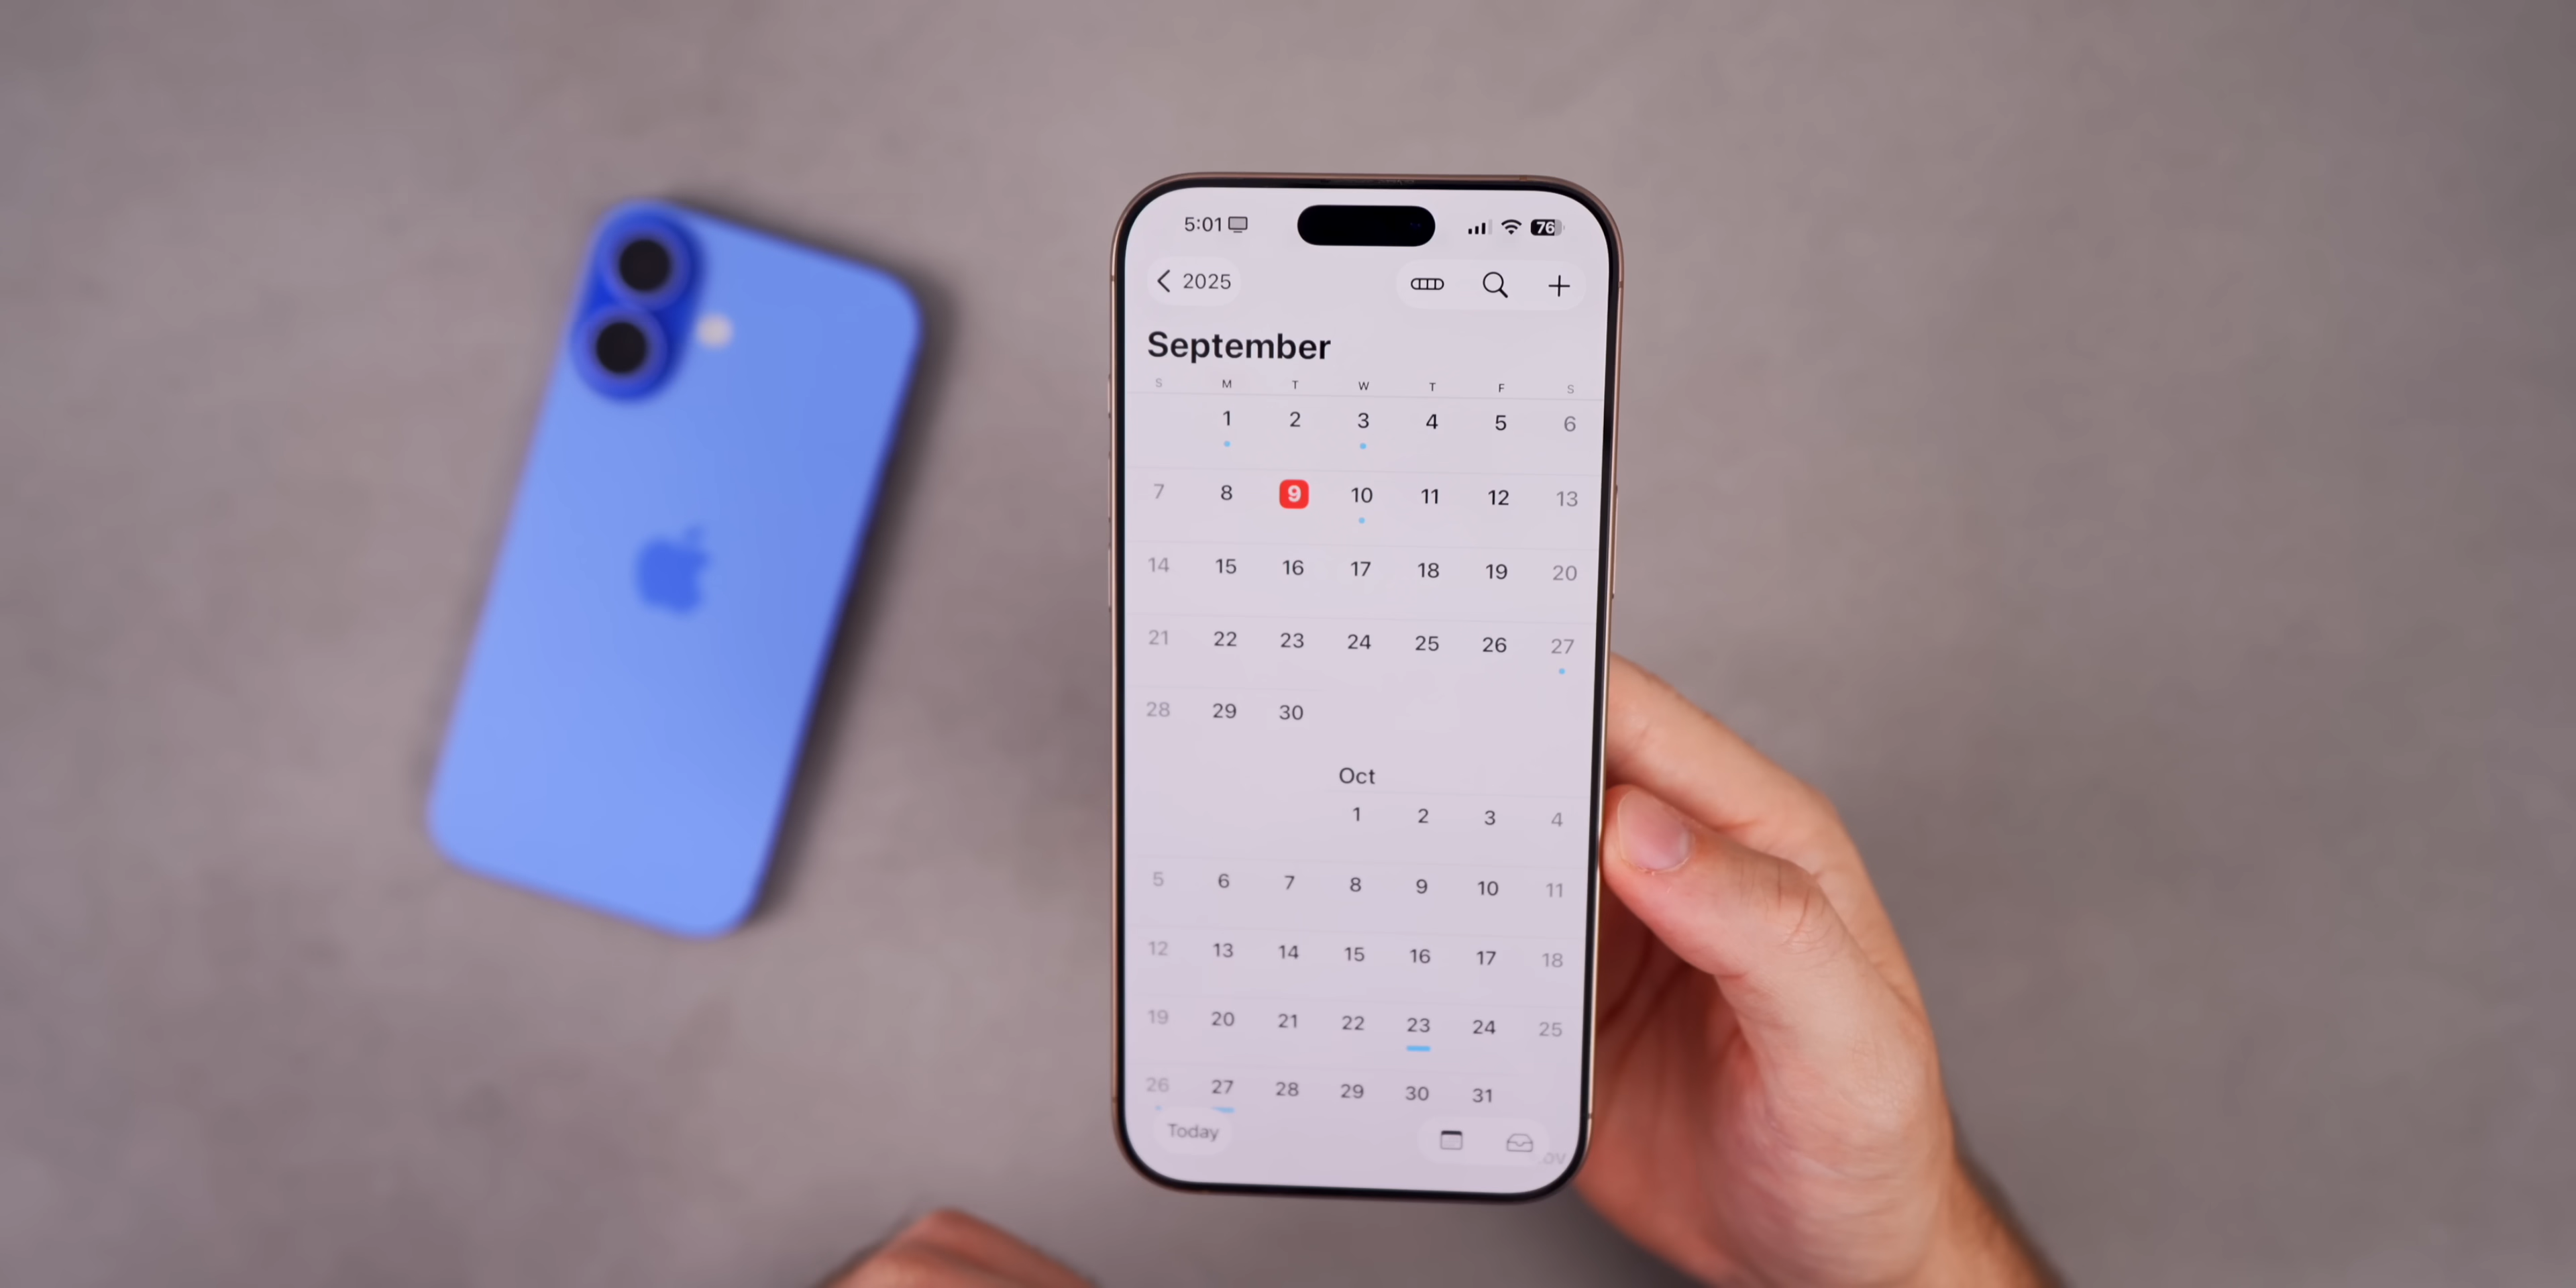 5:01 76
2025
September
S M T W T F S
1 2 3 4 5 6
7 8 9 10 11 12 13
14 15 16 17 18 19 20
21 22 23 24 25 26 27
28 29 30
Oct
1 2 3 4
5 6 7 8 9 10 11
12 13 14 15 16 17 18
19 20 21 22 23 24 25
26 27 28 29 30 31
Today
ov